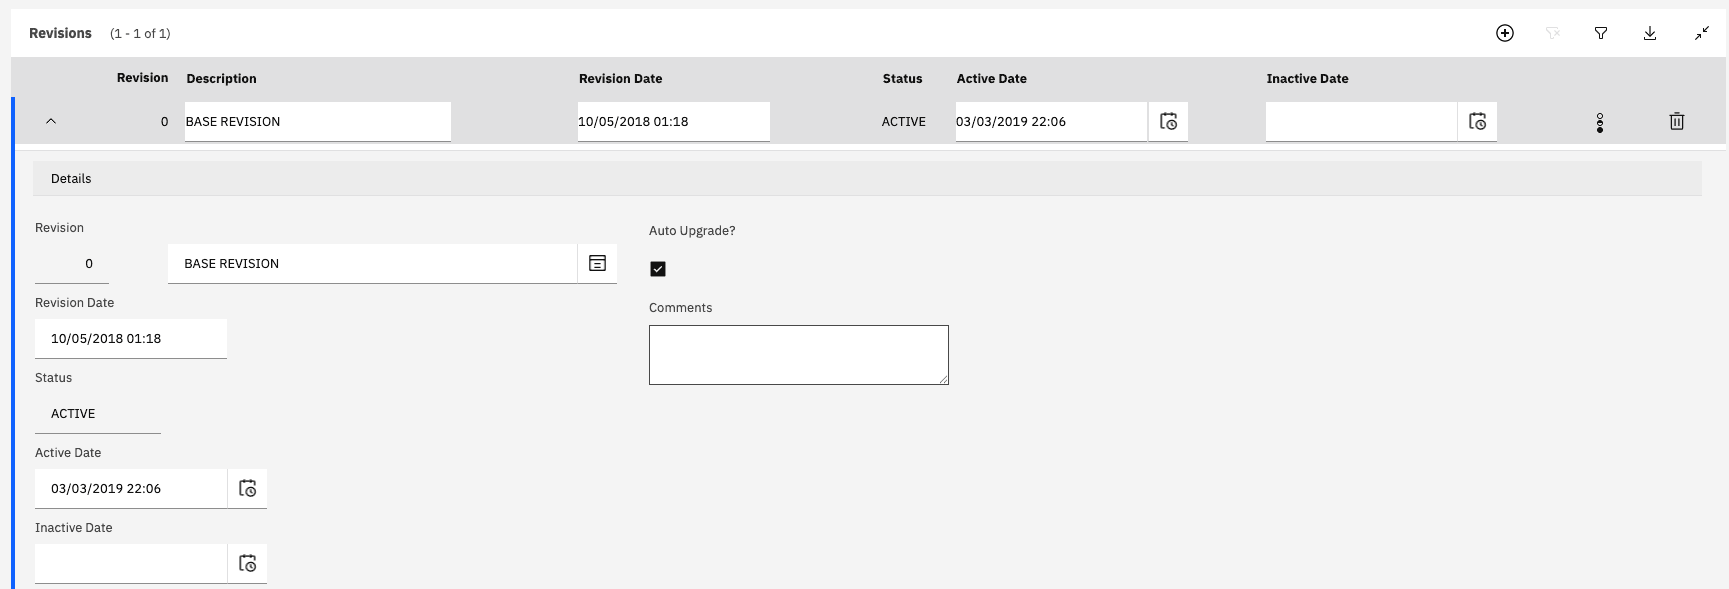 Revisions (1 - 1 of 1)
Revision Description Revision Date Status Active Date Inactive Date
0 BASE REVISION 10/05/2018 01:18 ACTIVE 03/03/2019 22:06
Details
Revision
0 BASE REVISION
Auto Upgrade?
Revision Date
10/05/2018 01:18
Comments
Status
ACTIVE
Active Date
03/03/2019 22:06
Inactive Date